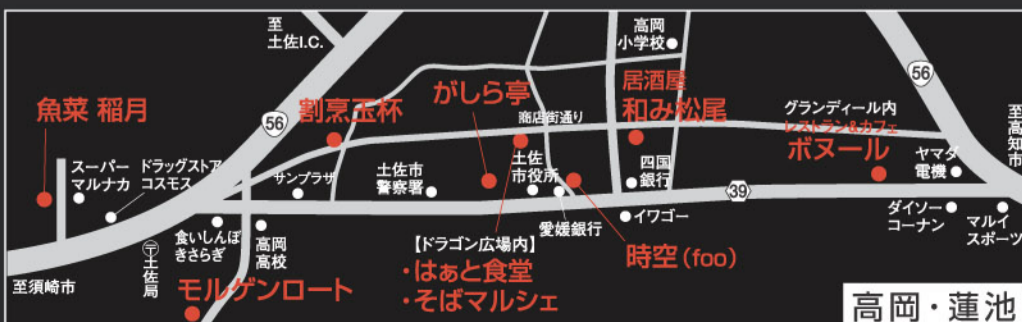 至
土佐I.C.
高岡
小学校
56
魚菜 稲月
56
割烹玉杯
がしら亭
商店街通り
居酒屋
和み松尾
グランディール内
レストラン&カフェ
ボヌール
至高知市
スーパー
マルナカ
ドラッグストア
コスモス
サンプラザ
土佐市
警察署
土佐
市役所
四国
銀行
39
ヤマダ
電機
食いしんぼ
きさらぎ
高岡
高校
〒土佐局
【ドラゴン広場内】
・はぁと食堂
・そばマルシェ
愛媛銀行
イワゴー
時空(foo)
ダイソー
コーナン
マルイ
スポーツ
至須崎市
モルゲンロート
高岡・蓮池